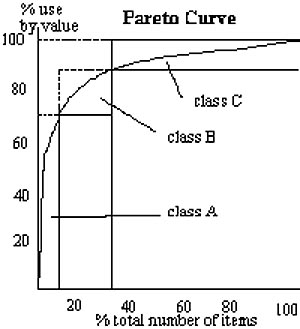 % use
by value
Pareto Curve
100
80
60
40
20
class C
class B
class A
20 40 60 80 100
% total number of items